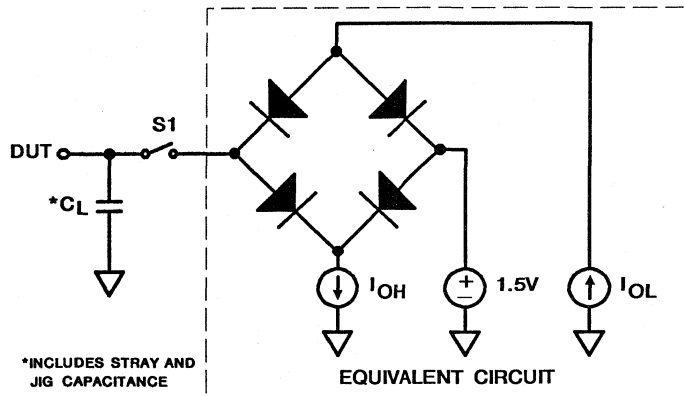 S1
DUT
*CL
IOH
+
−
1.5V
IOL
*INCLUDES STRAY AND
JIG CAPACITANCE
EQUIVALENT CIRCUIT